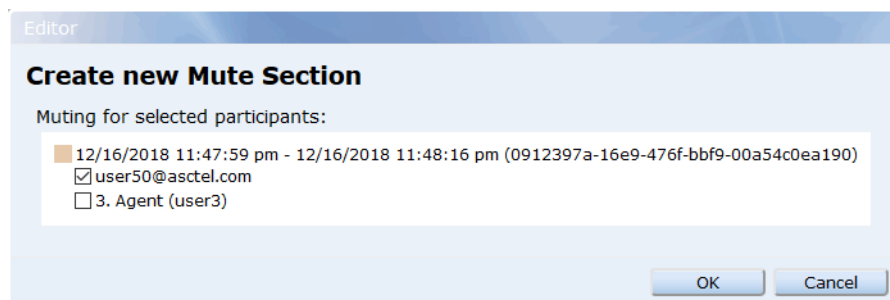 Editor
Create new Mute Section
Muting for selected participants:
12/16/2018 11:47:59 pm - 12/16/2018 11:48:16 pm (0912397a-16e9-476f-bbf9-00a54c0ea190)
user50@asctel.com
3. Agent (user3)
OK Cancel